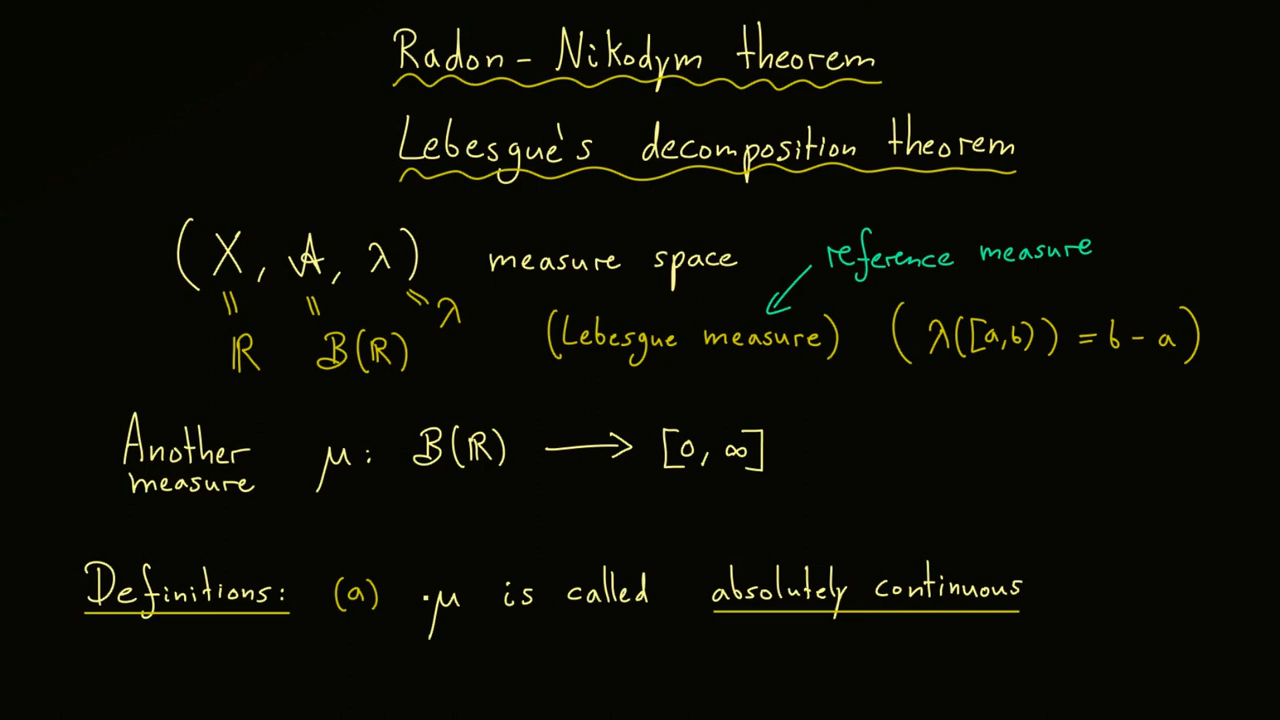 Radon-Nikodym theorem
Lebesgue's decomposition theorem
(X, A, λ) measure space reference measure
= = = λ
ℝ B(ℝ) (Lebesgue measure) (λ([a,b)) = b - a)
Another measure μ: B(ℝ) ⟶ [0, ∞]
Definitions: (a) · μ is called absolutely continuous